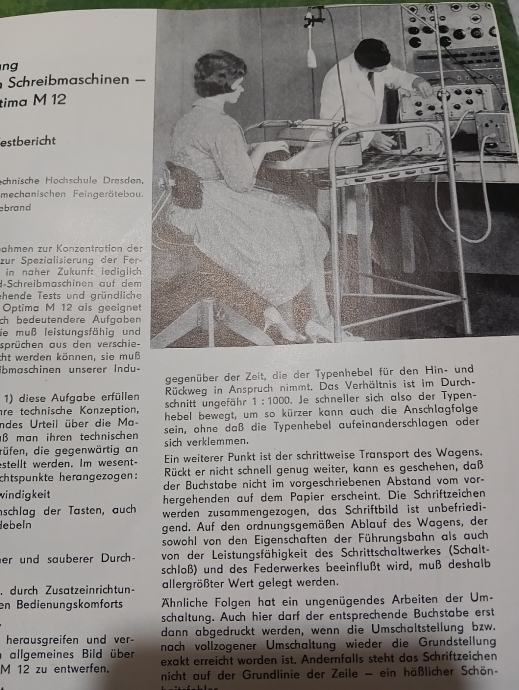 ung
n Schreibmaschinen –
ptima M 12
Testbericht
echnische Hochschule Dresden,
mechanischen Feingerätebau.
ebrand
ahmen zur Konzentration der
zur Spezialisierung der Fer-
in naher Zukunft lediglich
d-Schreibmaschinen auf dem
ehende Tests und gründliche
Optima M 12 als geeignet
ch bedeutendere Aufgaben
ie muß leistungsfähig und
sprüchen aus den verschie-
cht werden können, sie muß
ibmaschinen unserer Indu-
1) diese Aufgabe erfüllen
hre technische Konzeption,
ndes Urteil über die Ma-
uß man ihren technischen
rüfen, die gegenwärtig an
estellt werden. Im wesent-
chtspunkte herangezogen:
windigkeit
nschlag der Tasten, auch
Hebeln
her und sauberer Durch-
. durch Zusatzeinrichtun-
en Bedienungskomforts
herausgreifen und ver-
allgemeines Bild über
M 12 zu entwerfen.
gegenüber der Zeit, die der Typenhebel für den Hin- und
Rückweg in Anspruch nimmt. Das Verhältnis ist im Durch-
schnitt ungefähr 1 : 1000. Je schneller sich also der Typen-
hebel bewegt, um so kürzer kann auch die Anschlagfolge
sein, ohne daß die Typenhebel aufeinanderschlagen oder
sich verklemmen.
Ein weiterer Punkt ist der schrittweise Transport des Wagens.
Rückt er nicht schnell genug weiter, kann es geschehen, daß
der Buchstabe nicht im vorgeschriebenen Abstand vom vor-
hergehenden auf dem Papier erscheint. Die Schriftzeichen
werden zusammengezogen, das Schriftbild ist unbefriedi-
gend. Auf den ordnungsgemäßen Ablauf des Wagens, der
sowohl von den Eigenschaften der Führungsbahn als auch
von der Leistungsfähigkeit des Schrittschaltwerkes (Schalt-
schloß) und des Federwerkes beeinflußt wird, muß deshalb
allergrößter Wert gelegt werden.
Ähnliche Folgen hat ein ungenügendes Arbeiten der Um-
schaltung. Auch hier darf der entsprechende Buchstabe erst
dann abgedruckt werden, wenn die Umschaltstellung bzw.
nach vollzogener Umschaltung wieder die Grundstellung
exakt erreicht worden ist. Andernfalls steht das Schriftzeichen
nicht auf der Grundlinie der Zeile – ein häßlicher Schön-
heitsfehler